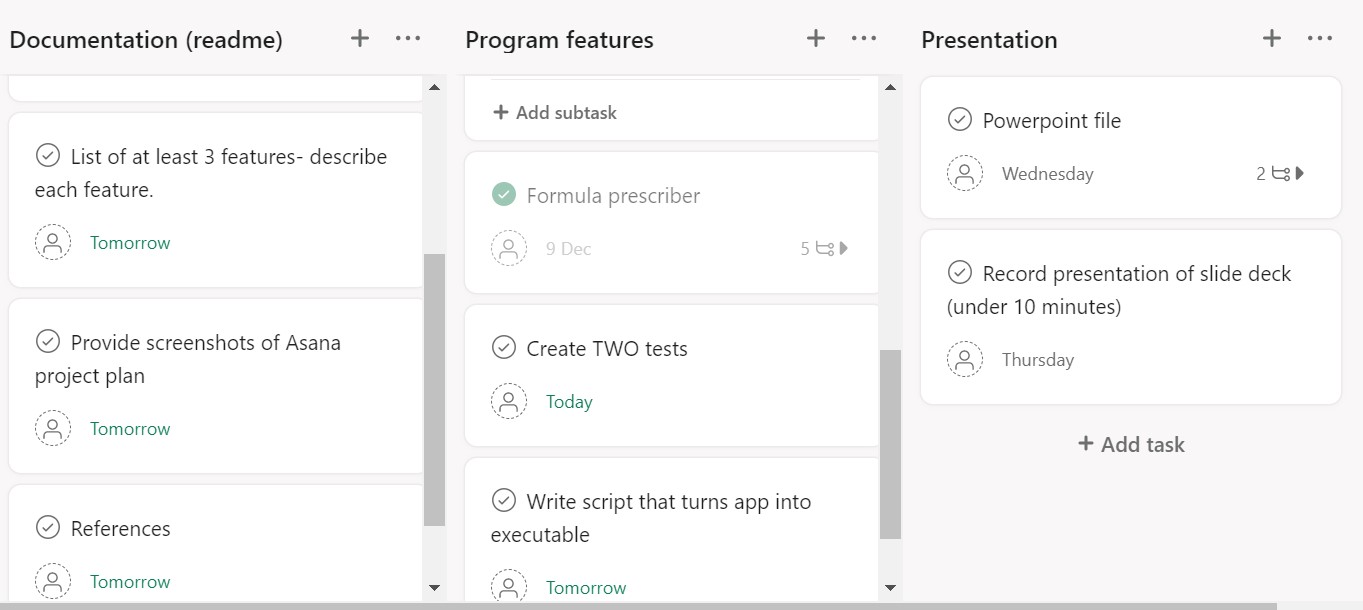 Documentation (readme)
List of at least 3 features- describe
each feature.
Tomorrow
Provide screenshots of Asana
project plan
Tomorrow
References
Tomorrow
Program features
+ Add subtask
Formula prescriber
9 Dec
5
Create TWO tests
Today
Write script that turns app into
executable
Tomorrow
Presentation
Powerpoint file
Wednesday
2
Record presentation of slide deck
(under 10 minutes)
Thursday
+ Add task